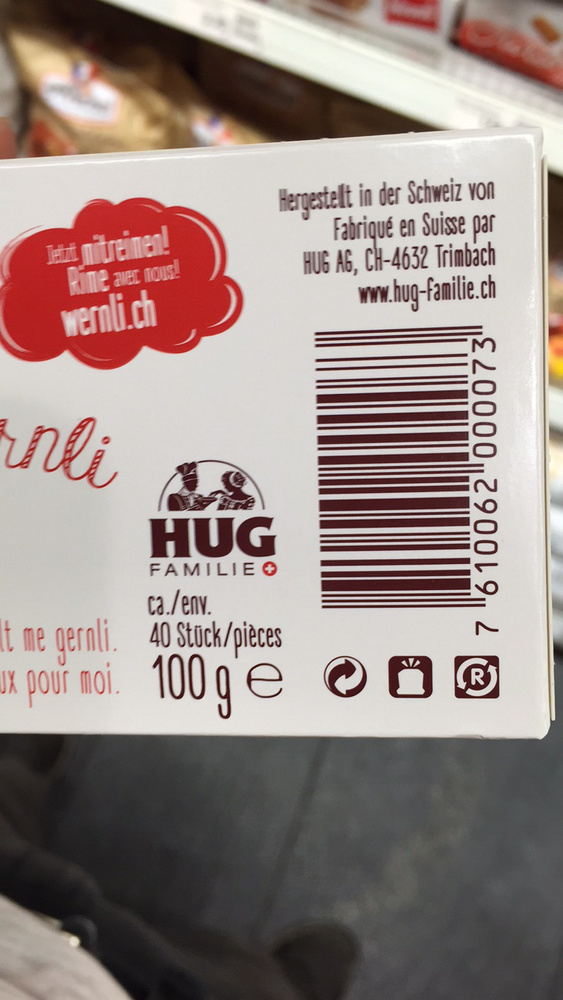 Jetzt mitreimen!
Rime avec nous!
wernli.ch
Hergestellt in der Schweiz von
Fabriqué en Suisse par
HUG AG, CH-4632 Trimbach
www.hug-familie.ch
rnli
HUG
FAMILIE
ca./env.
40 Stück/pièces
100 g e
lt me gernli.
ux pour moi.
7 610062 000073
R